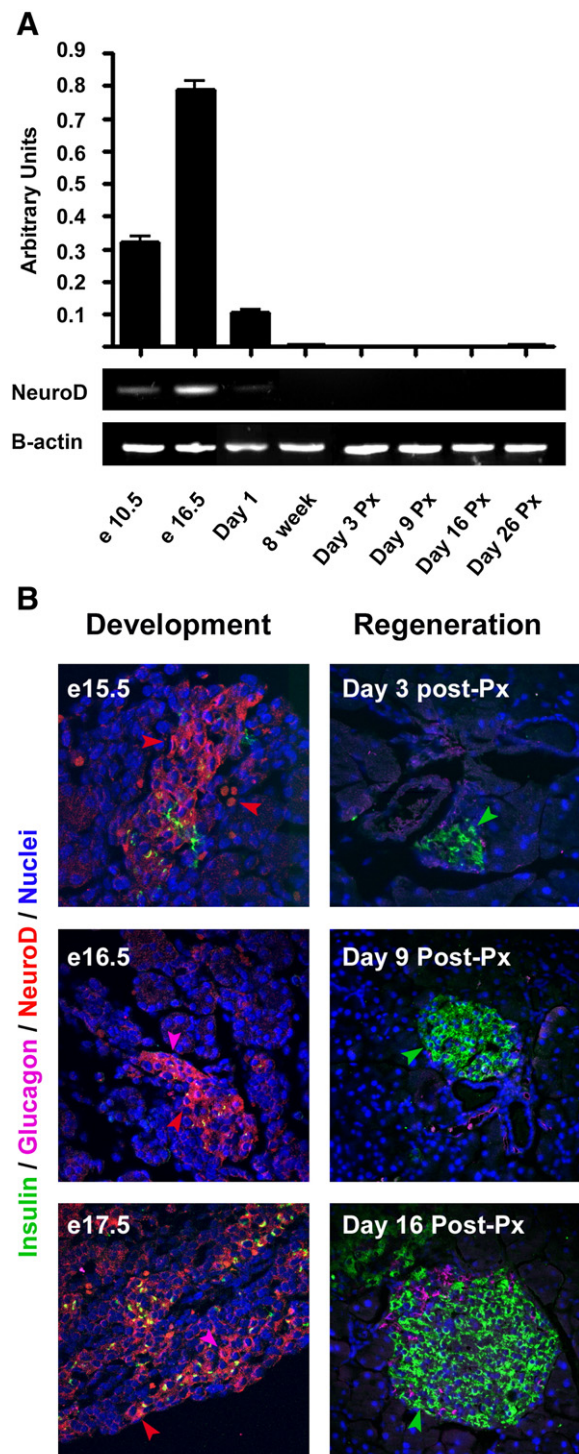 A
0.9
0.8
0.7
0.6
0.5
0.4
0.3
0.2
0.1
Arbitrary Units
NeuroD
B-actin
e 10.5
e 16.5
Day 1
8 week
Day 3 Px
Day 9 Px
Day 16 Px
Day 26 Px
B
Development
Regeneration
Insulin / Glucagon / NeuroD / Nuclei
e15.5
Day 3 post-Px
e16.5
Day 9 Post-Px
e17.5
Day 16 Post-Px